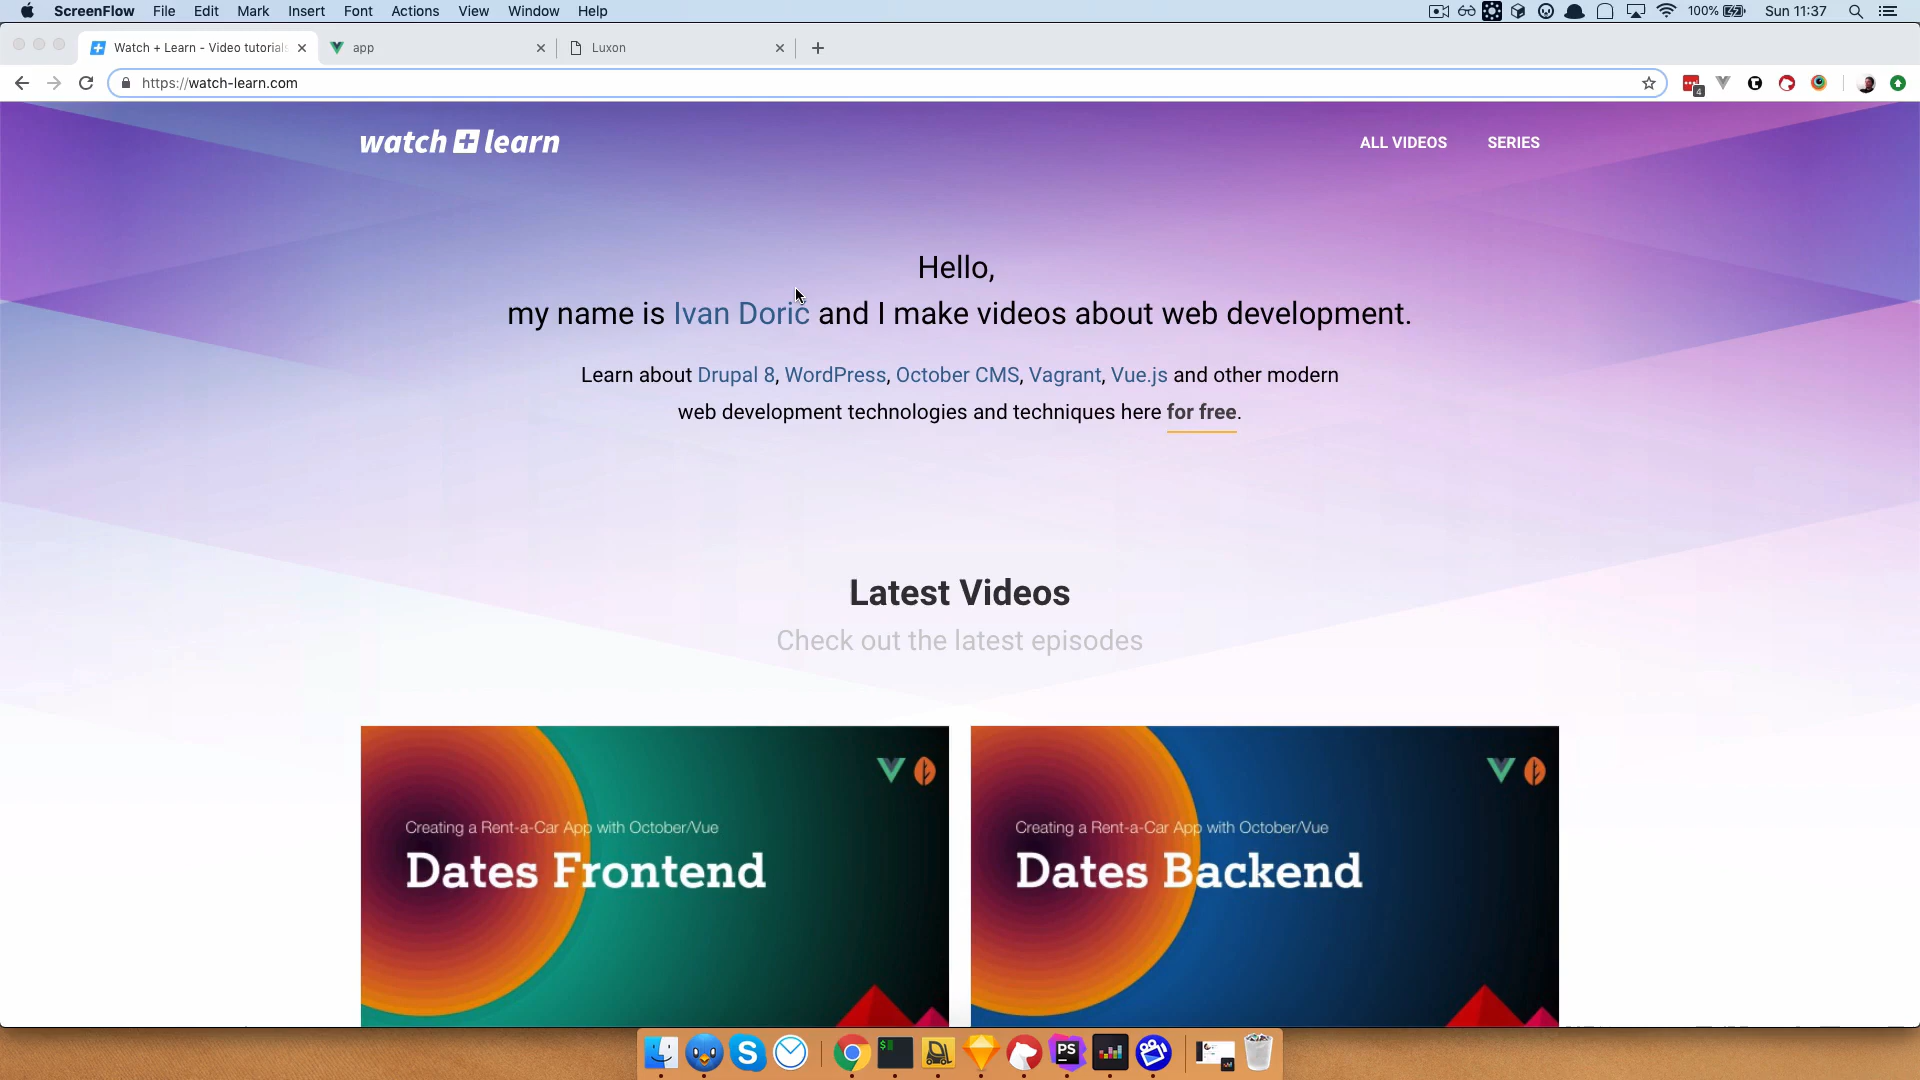 ScreenFlow File Edit Mark Insert Font Actions View Window Help 100% Sun 11:37
Watch + Learn - Video tutorials app Luxon
https://watch-learn.com
4
watch learn ALL VIDEOS SERIES
Hello,
my name is Ivan Dorić and I make videos about web development.
Learn about Drupal 8, WordPress, October CMS, Vagrant, Vue.js and other modern
web development technologies and techniques here for free.
Latest Videos
Check out the latest episodes
Creating a Rent-a-Car App with October/Vue
Dates Frontend
Creating a Rent-a-Car App with October/Vue
Dates Backend
S $ PS